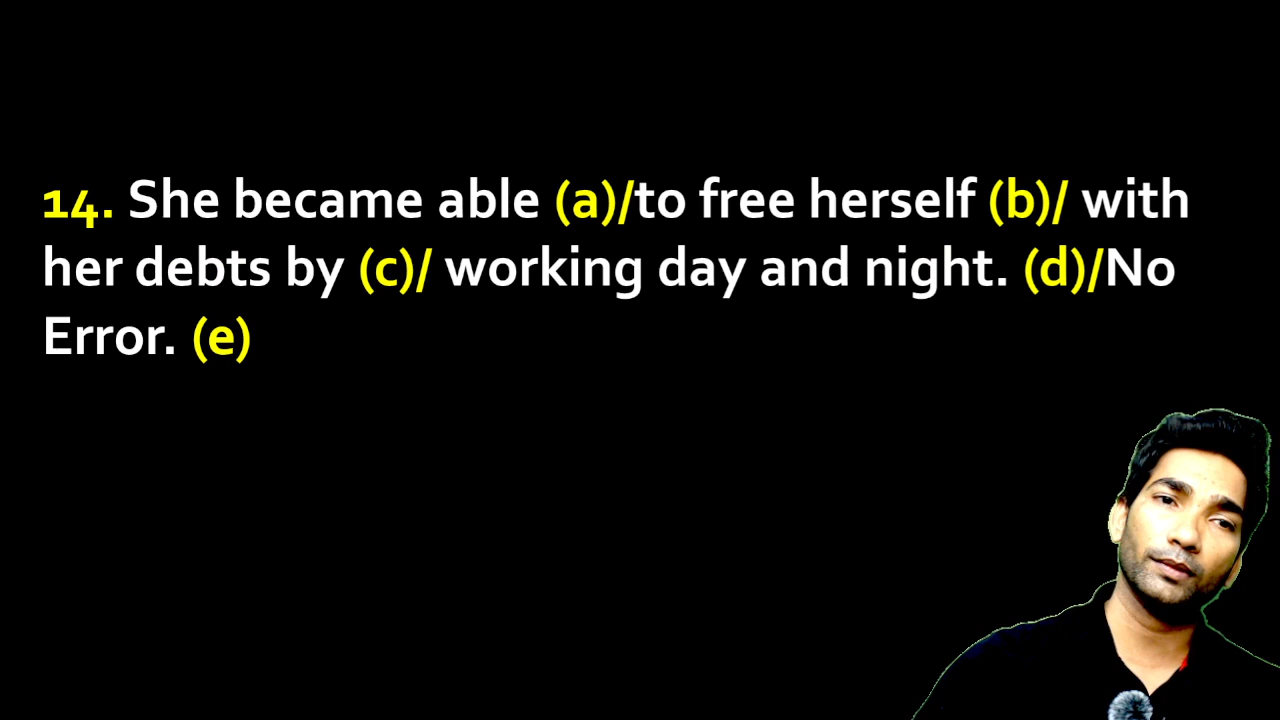 14. She became able (a)/to free herself (b)/ with
her debts by (c)/ working day and night. (d)/No
Error. (e)